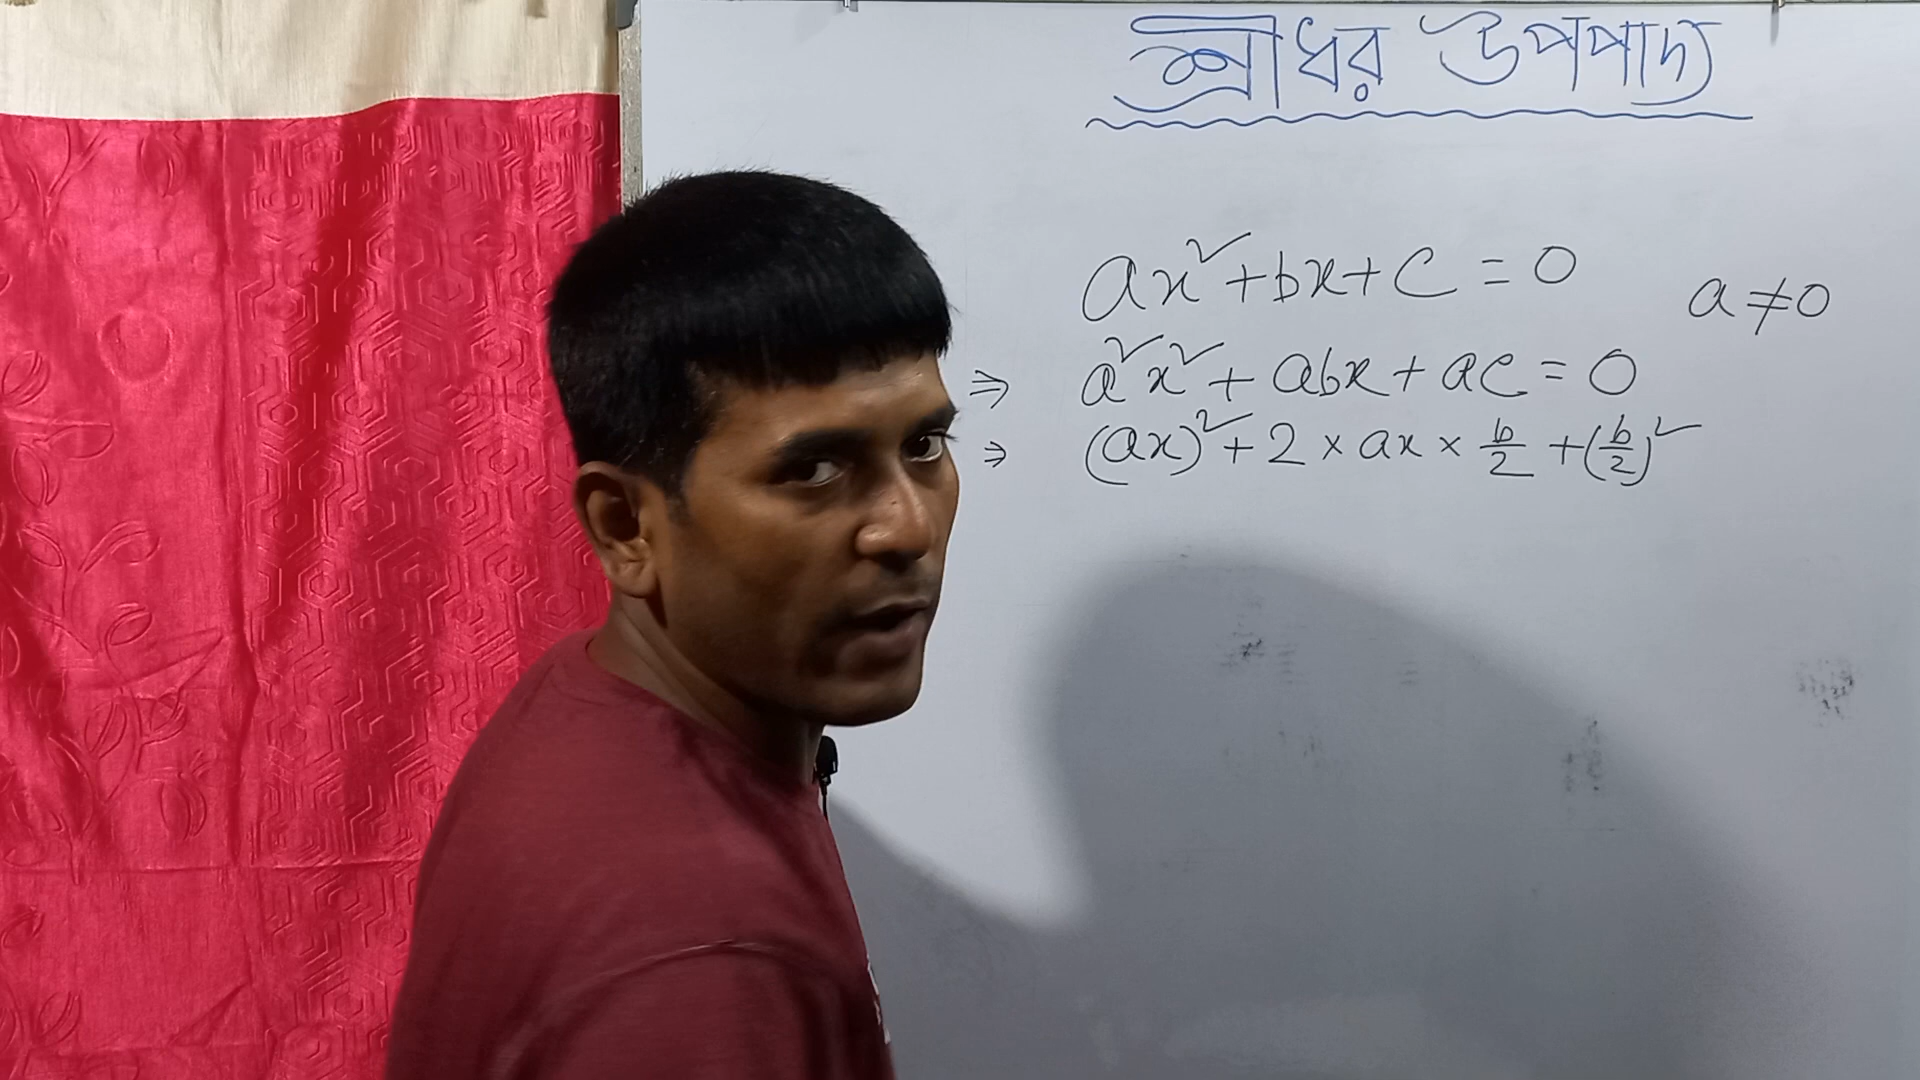 শ্রীধর উপপাদ্য
ax² + bx + c = 0 a ≠ 0
⇒ a²x² + abx + ac = 0
⇒ (ax)² + 2 × ax × b/2 + (b/2)²